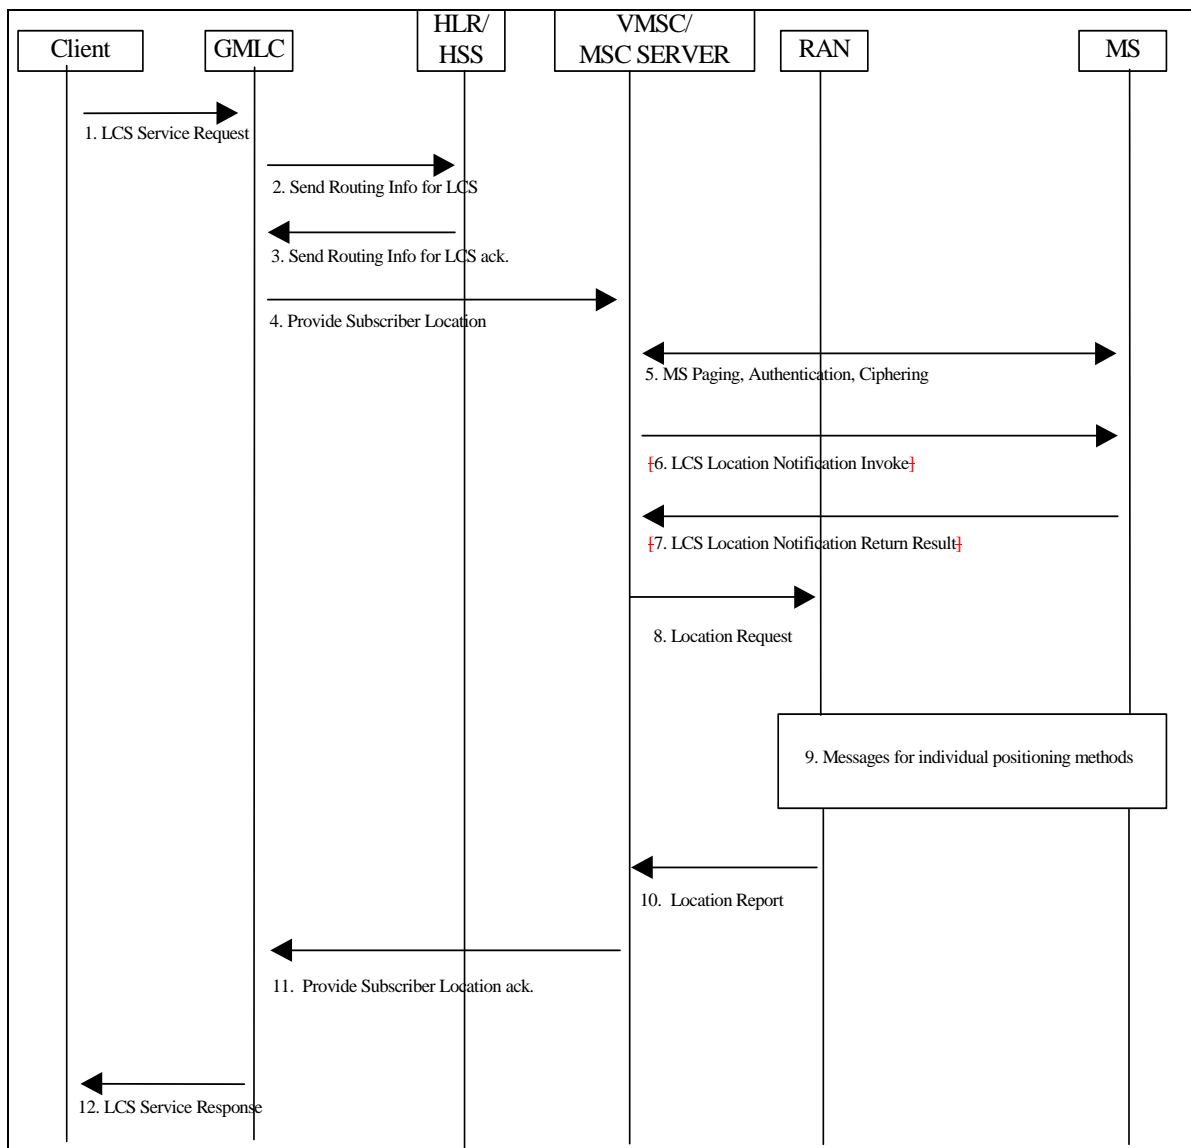 Client
GMLC
HLR/
HSS
VMSC/
MSC SERVER
RAN
MS
1. LCS Service Request
2. Send Routing Info for LCS
3. Send Routing Info for LCS ack.
4. Provide Subscriber Location
5. MS Paging, Authentication, Ciphering
[6. LCS Location Notification Invoke]
[7. LCS Location Notification Return Result]
8. Location Request
9. Messages for individual positioning methods
10. Location Report
11. Provide Subscriber Location ack.
12. LCS Service Response